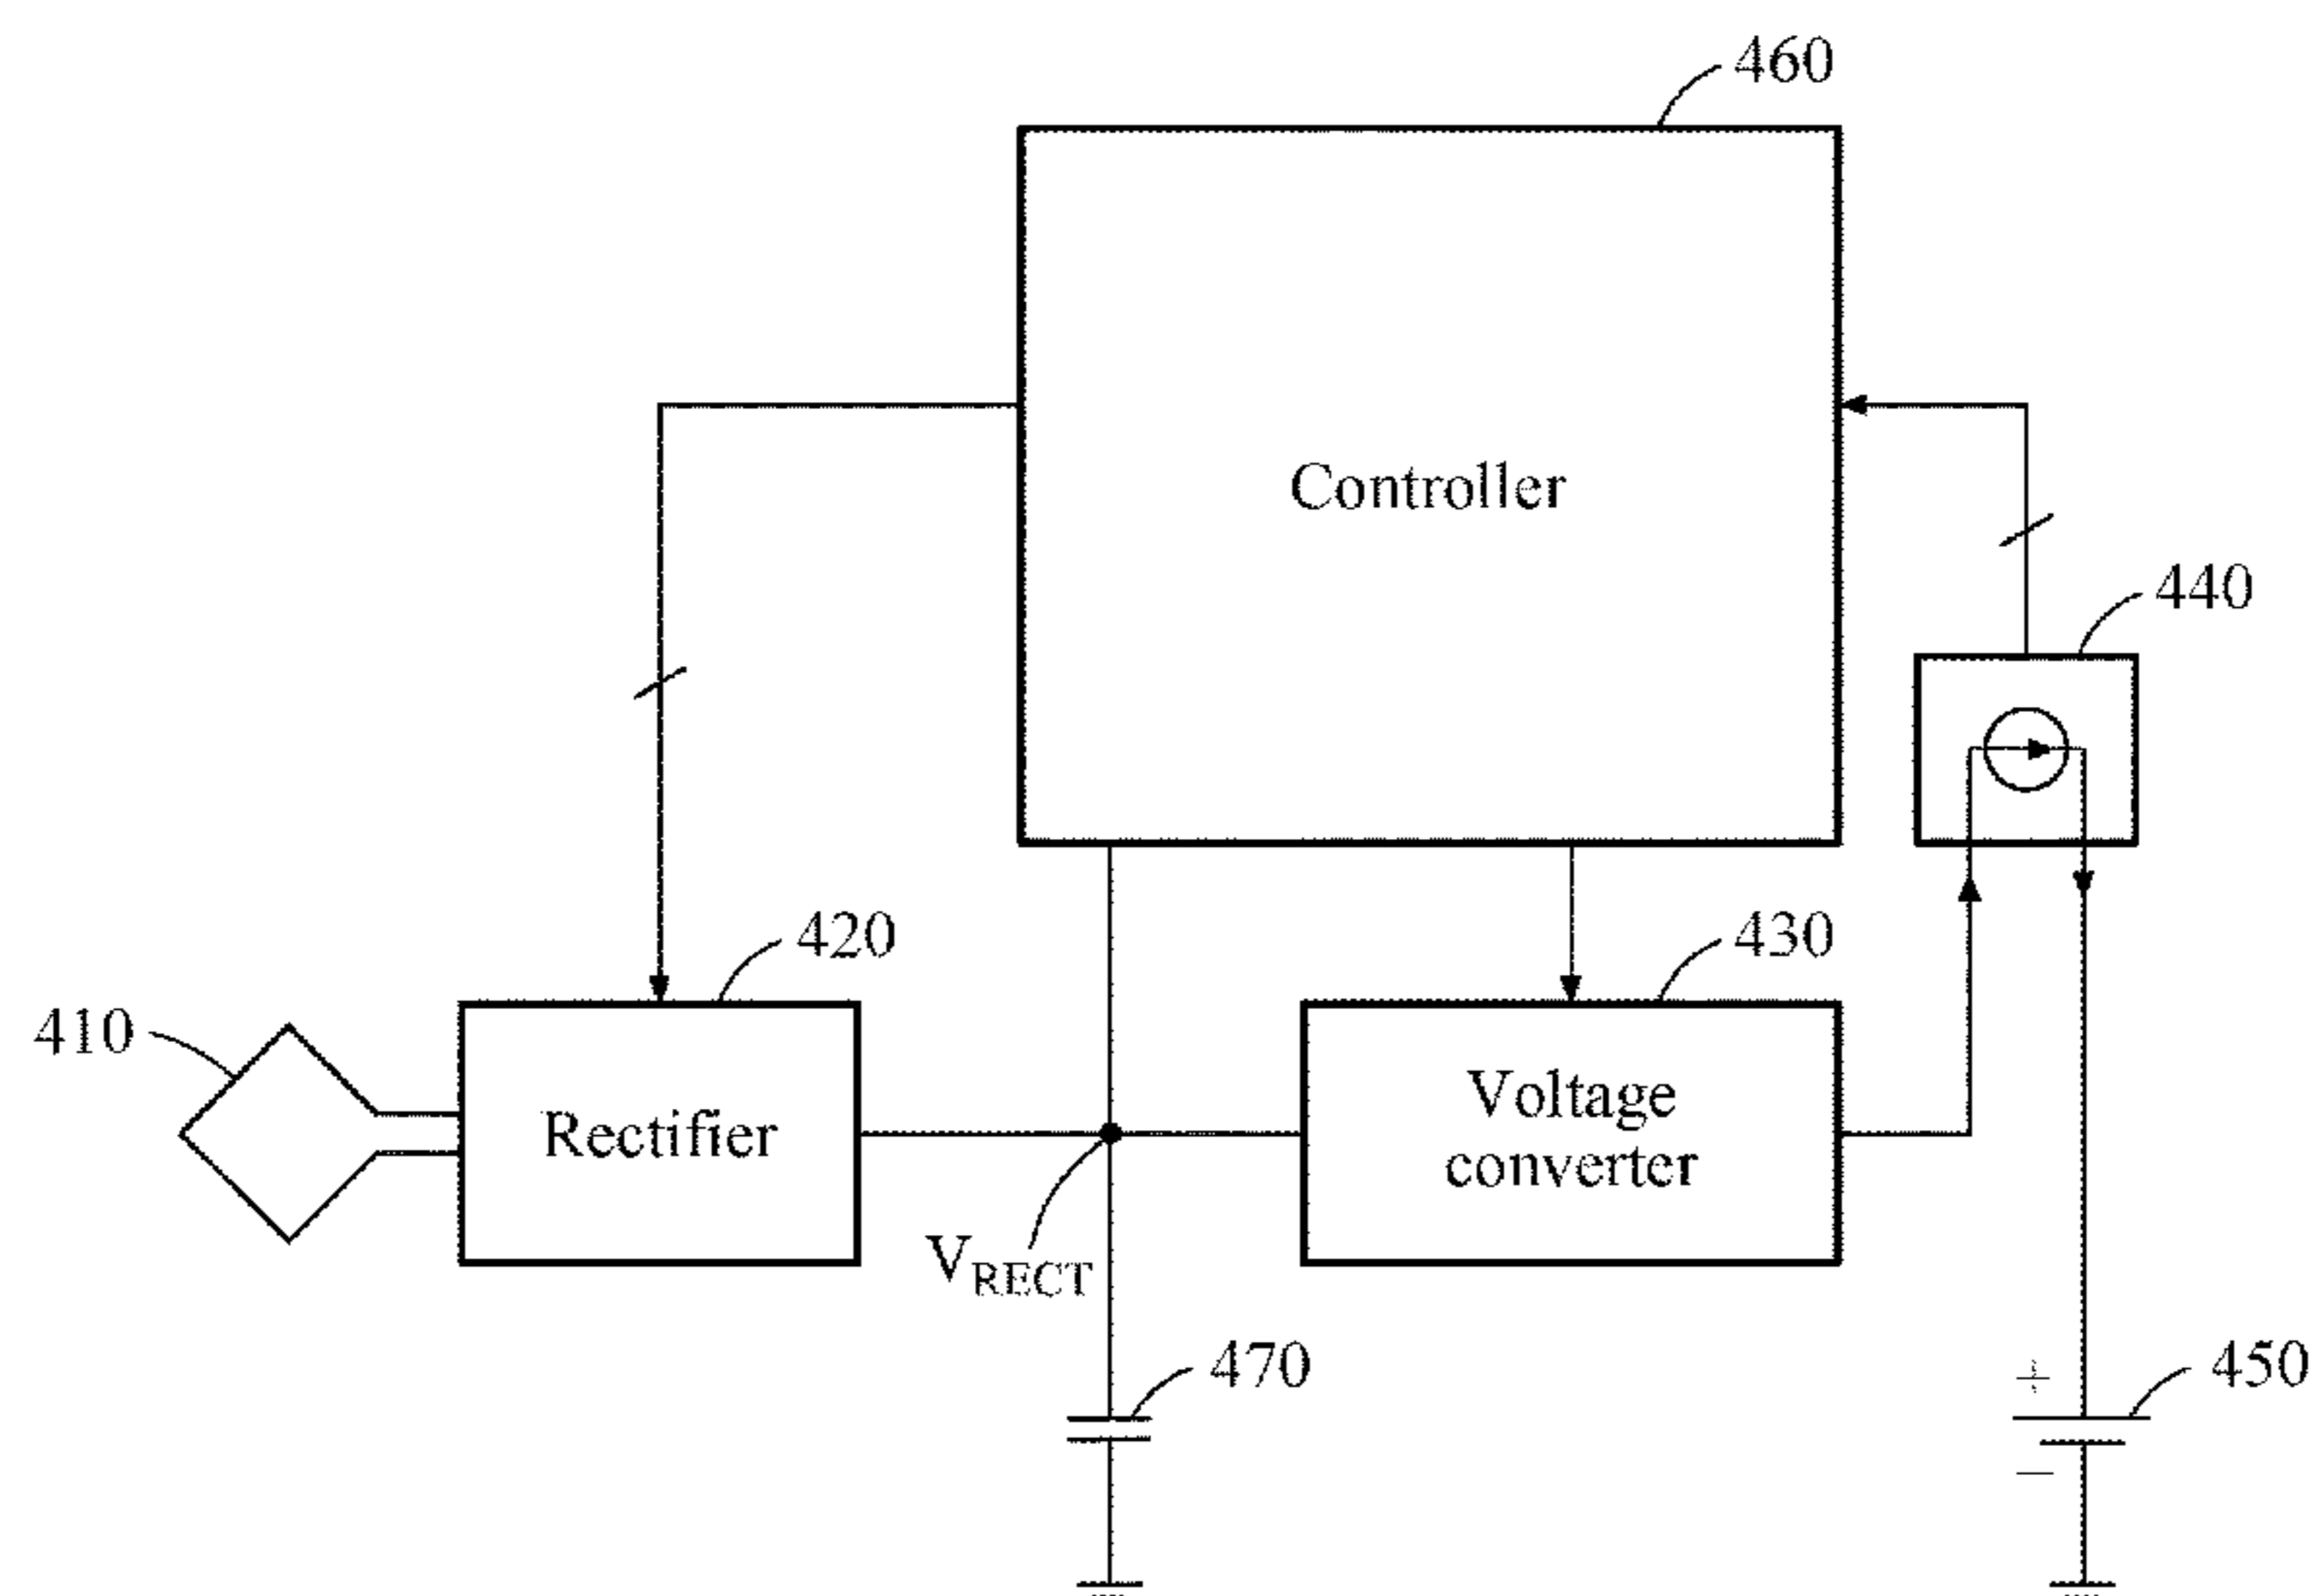 460
Controller
440
420
430
410
Rectifier
Voltage
converter
VRECT
470
450
+
−